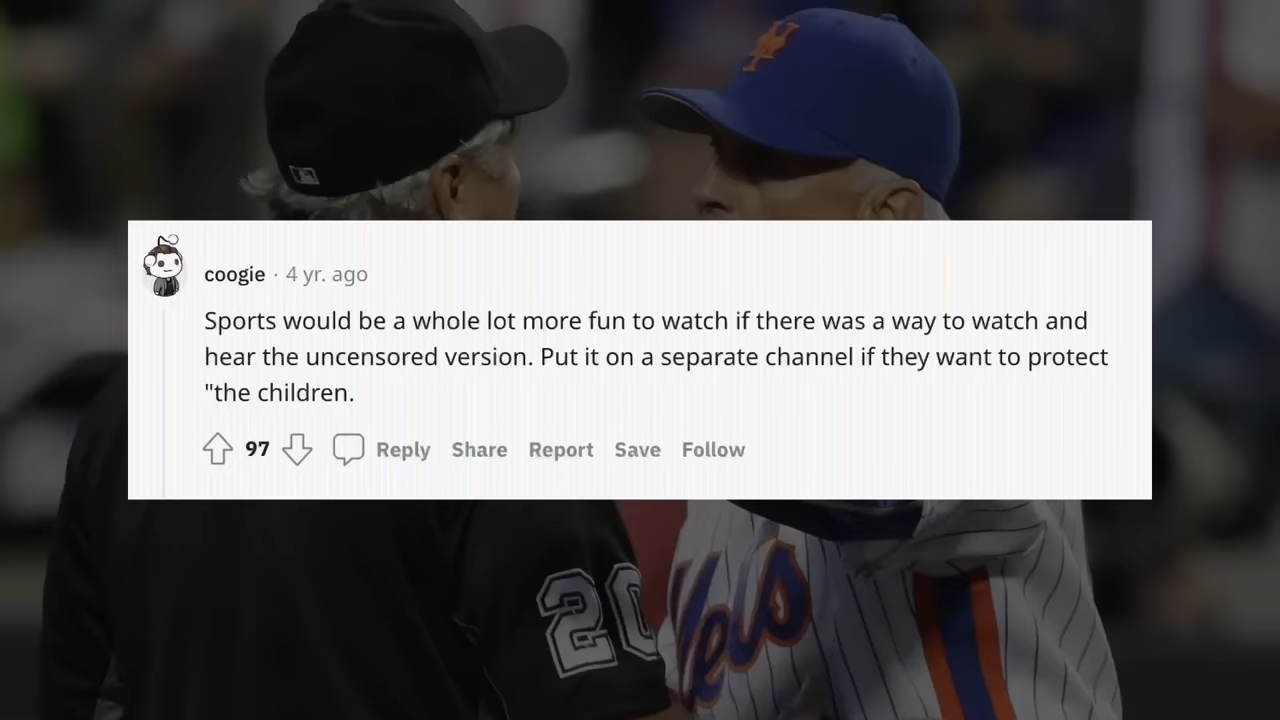 coogie · 4 yr. ago
Sports would be a whole lot more fun to watch if there was a way to watch and
hear the uncensored version. Put it on a separate channel if they want to protect
"the children.
97 Reply Share Report Save Follow
20
Mets
NY